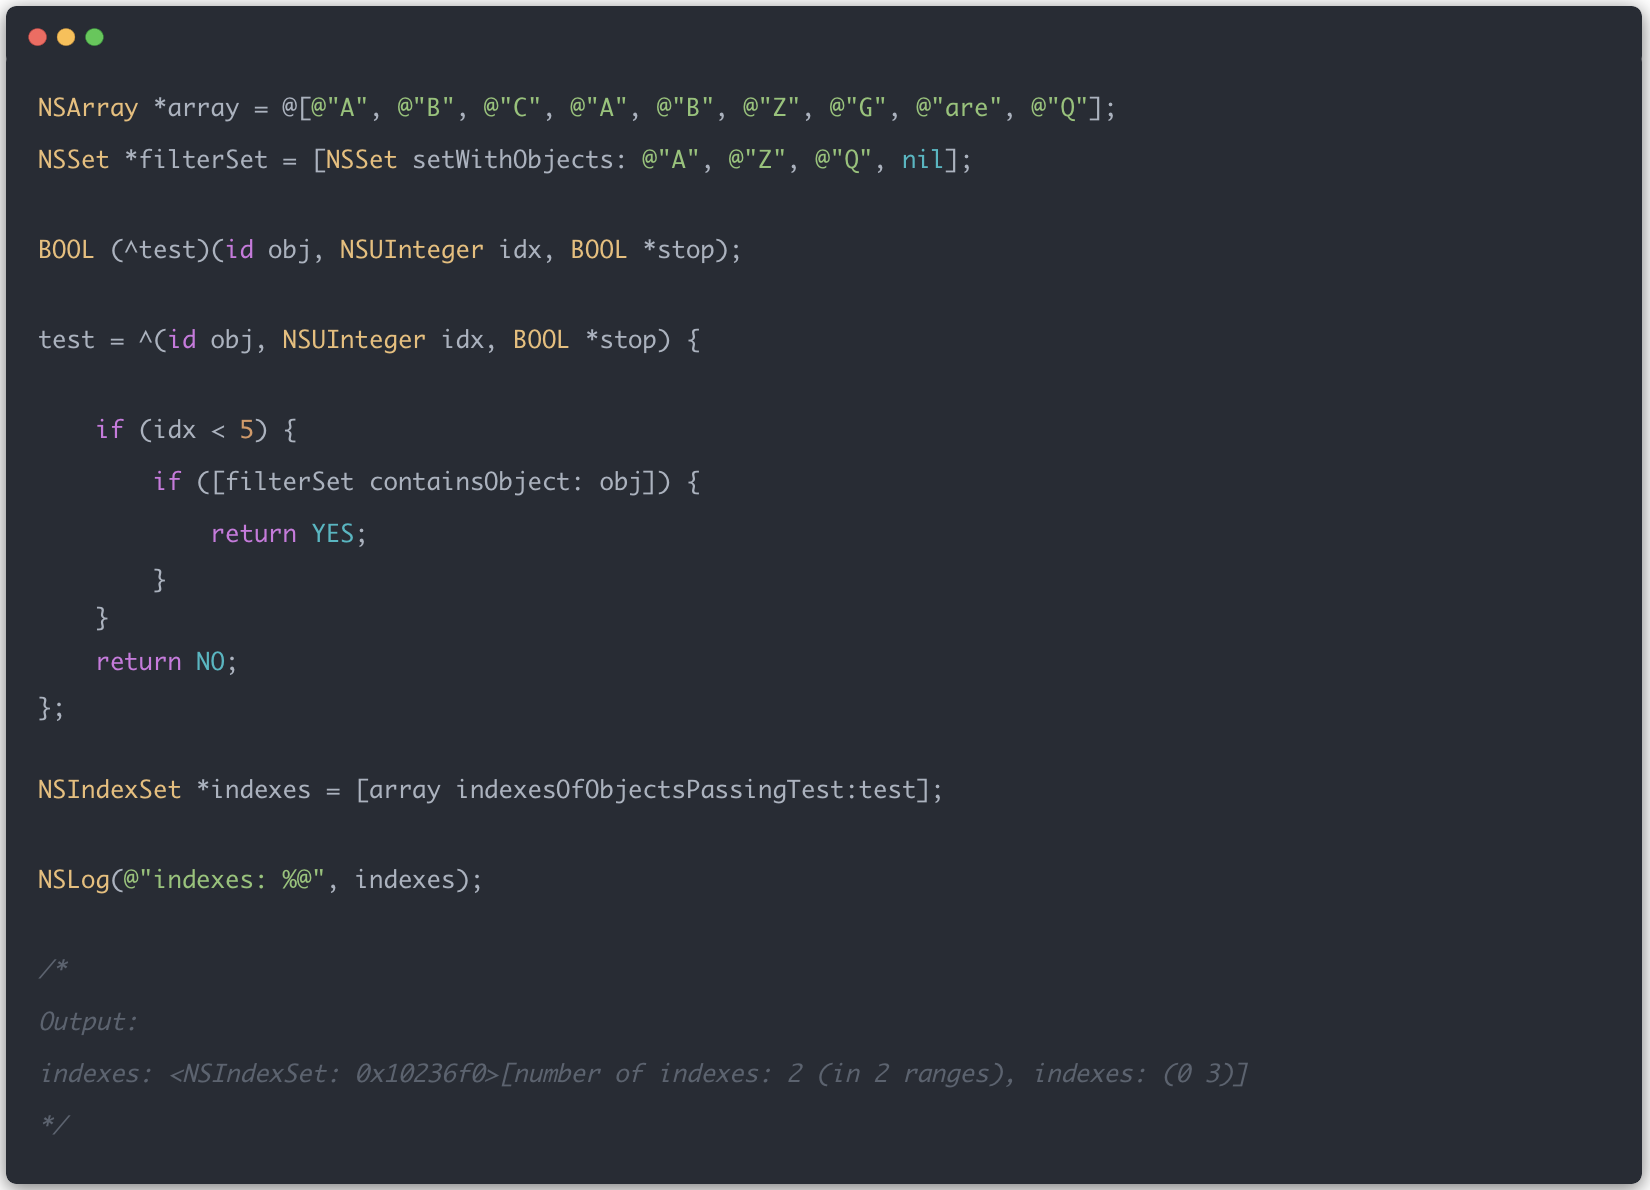 NSArray *array = @[@"A", @"B", @"C", @"A", @"B", @"Z", @"G", @"are", @"Q"];
NSSet *filterSet = [NSSet setWithObjects: @"A", @"Z", @"Q", nil];
BOOL (^test)(id obj, NSUInteger idx, BOOL *stop);
test = ^(id obj, NSUInteger idx, BOOL *stop) {
    if (idx < 5) {
        if ([filterSet containsObject: obj]) {
            return YES;
        }
    }
    return NO;
};
NSIndexSet *indexes = [array indexesOfObjectsPassingTest:test];
NSLog(@"indexes: %@", indexes);
/*
Output:
indexes: <NSIndexSet: 0x10236f0>[number of indexes: 2 (in 2 ranges), indexes: (0 3)]
*/